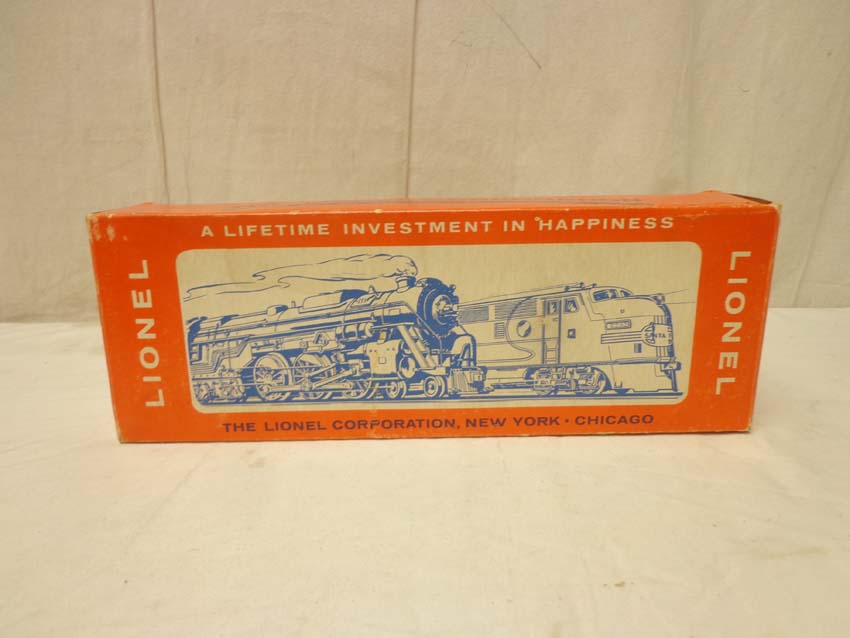 A LIFETIME INVESTMENT IN HAPPINESS
LIONEL
LIONEL
THE LIONEL CORPORATION, NEW YORK • CHICAGO